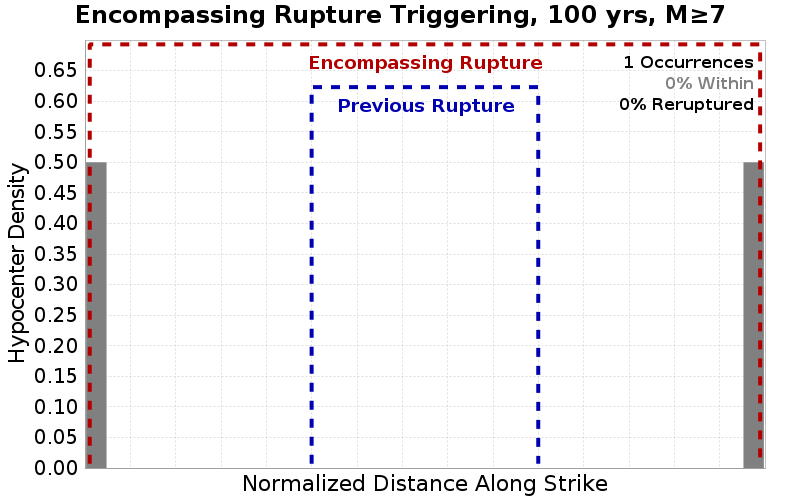 Encompassing Rupture Triggering, 100 yrs, M≥7
Encompassing Rupture
Previous Rupture
1 Occurrences
0% Within
0% Reruptured
Hypocenter Density
0.65
0.60
0.55
0.50
0.45
0.40
0.35
0.30
0.25
0.20
0.15
0.10
0.05
0.00
Normalized Distance Along Strike